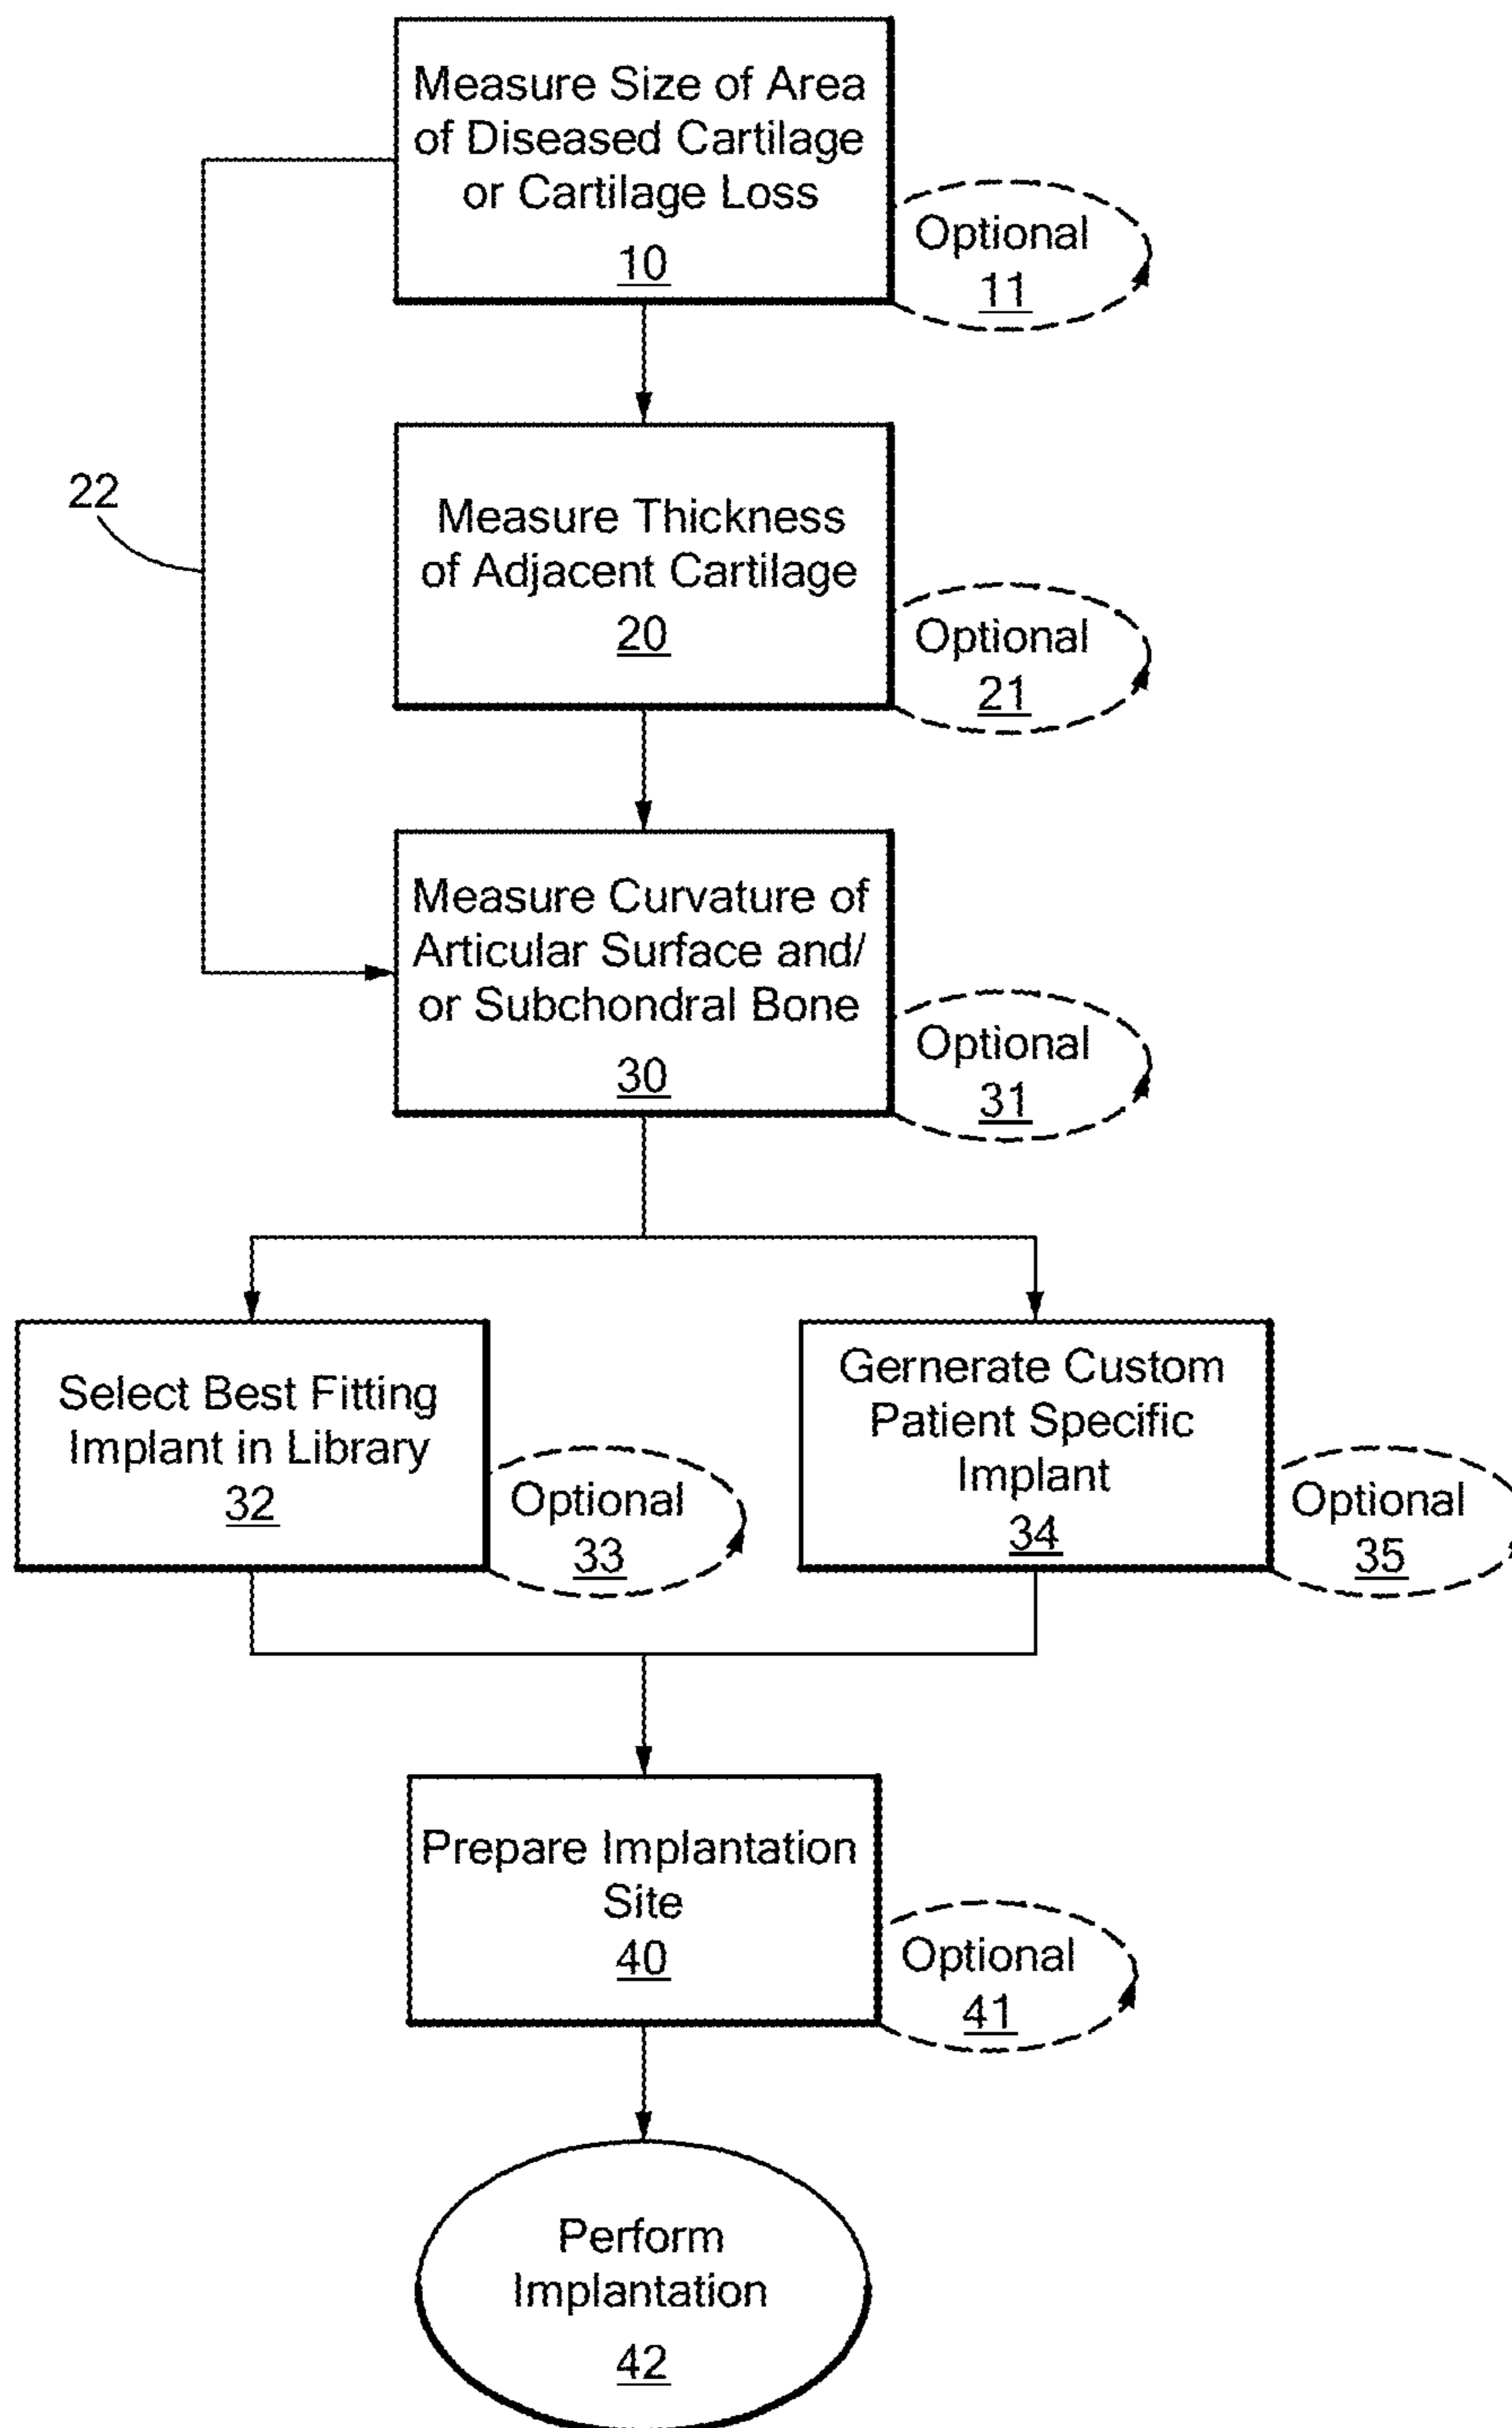 Measure Size of Area
of Diseased Cartilage
or Cartilage Loss
10
Optional
11
22
Measure Thickness
of Adjacent Cartilage
20
Optional
21
Measure Curvature of
Articular Surface and/
or Subchondral Bone
30
Optional
31
Select Best Fitting
Implant in Library
32
Optional
33
Gernerate Custom
Patient Specific
Implant
34
Optional
35
Prepare Implantation
Site
40
Optional
41
Perform
Implantation
42